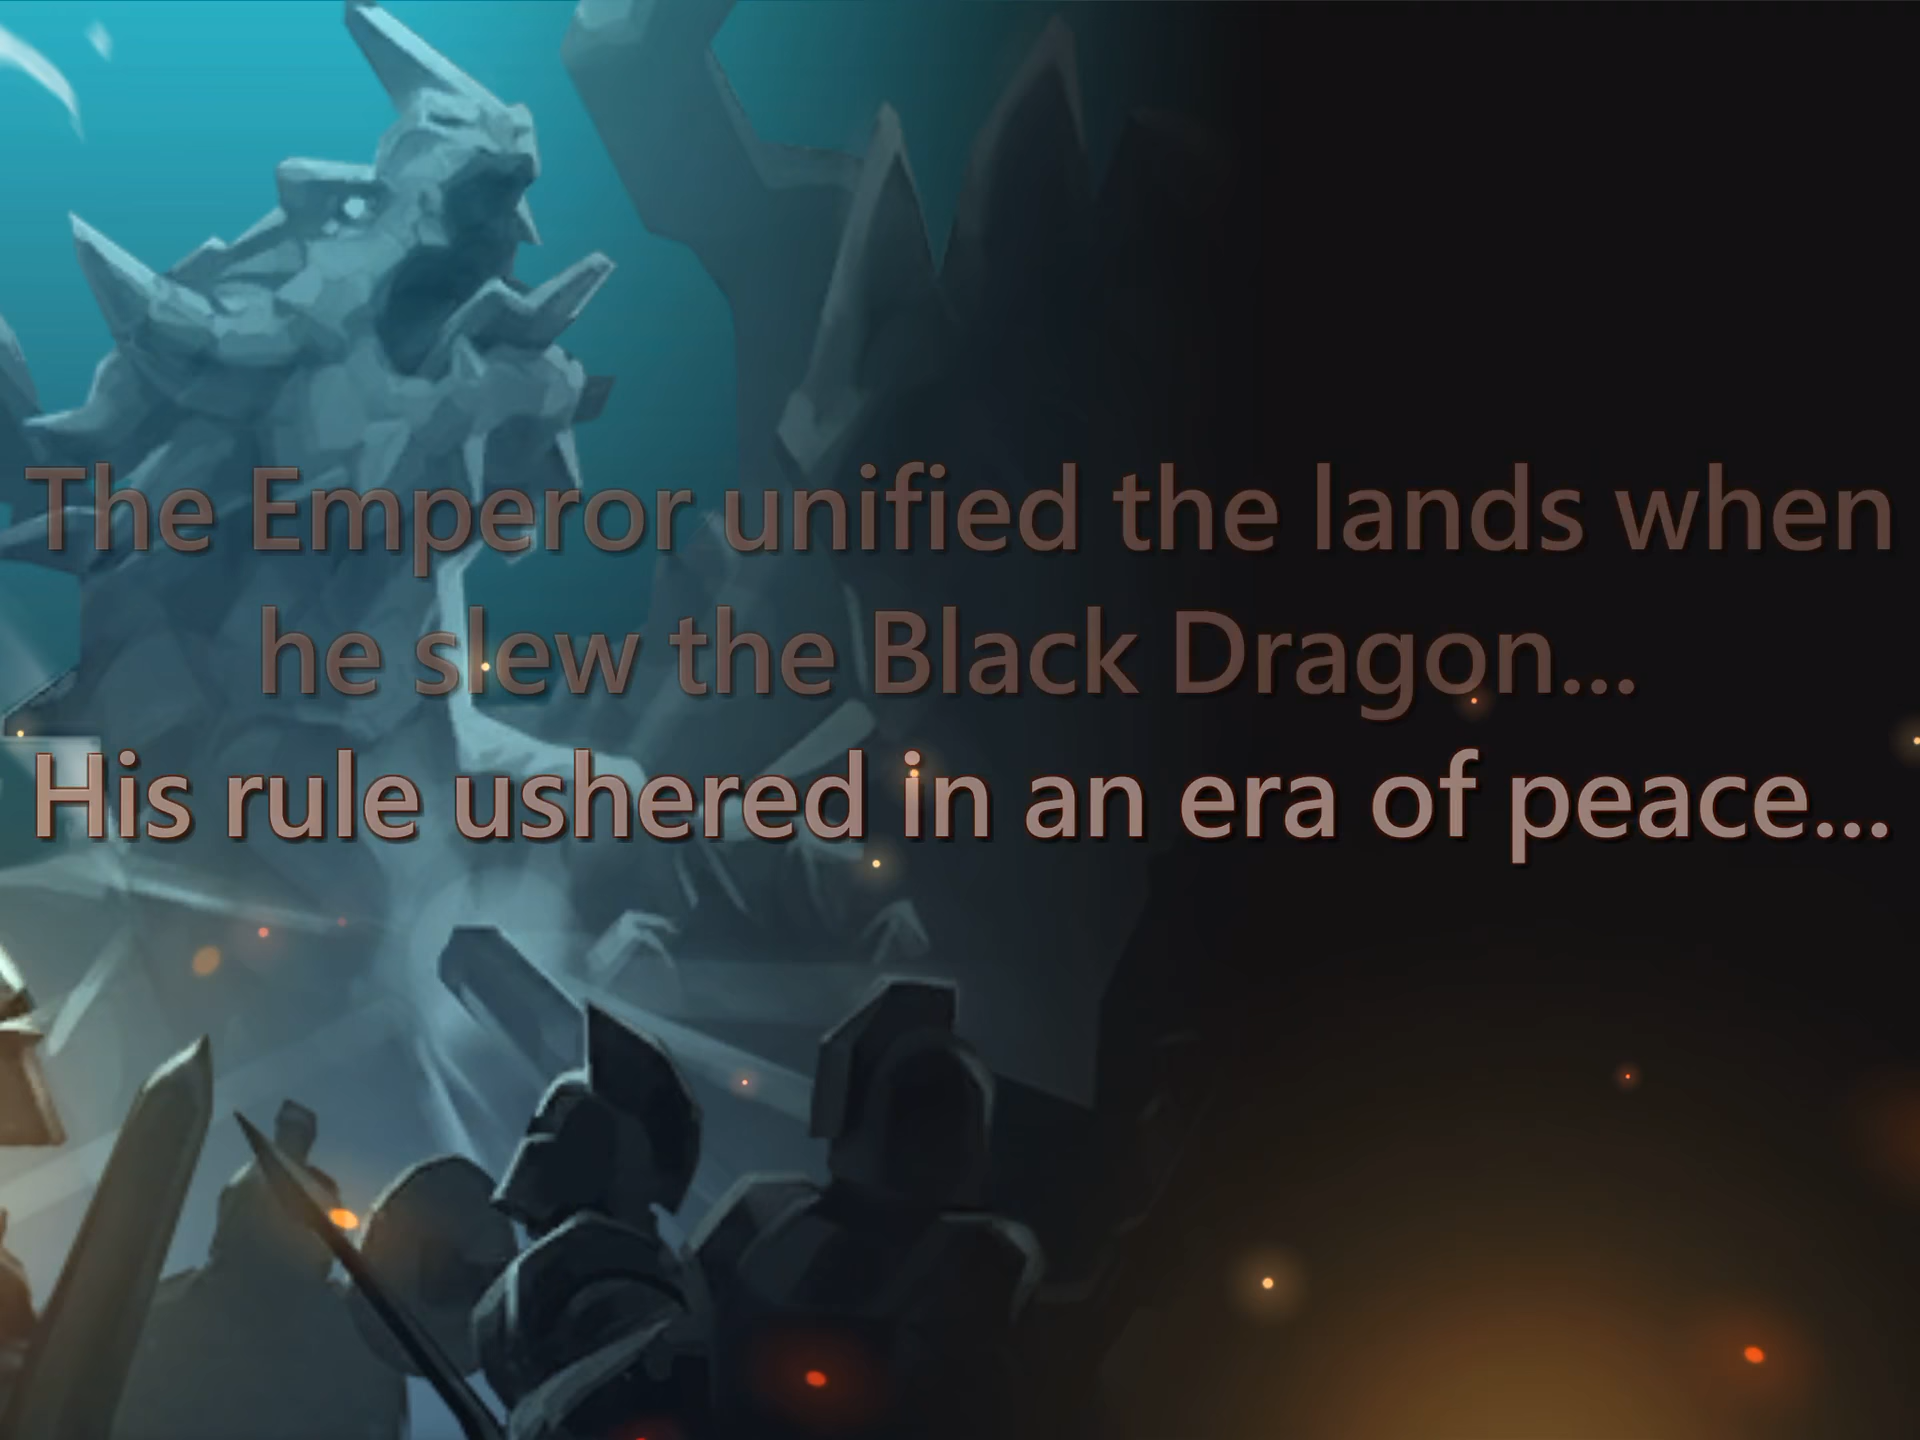 The Emperor unified the lands when
he slew the Black Dragon...
His rule ushered in an era of peace...